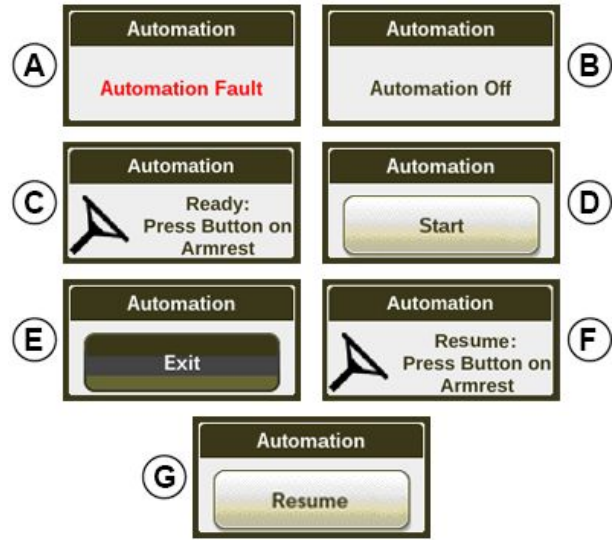 Automation
Automation Fault
A
Automation
Automation Off
B
Automation
Ready:
Press Button on
Armrest
C
Automation
Start
D
Automation
Exit
E
Automation
Resume:
Press Button on
Armrest
F
Automation
Resume
G